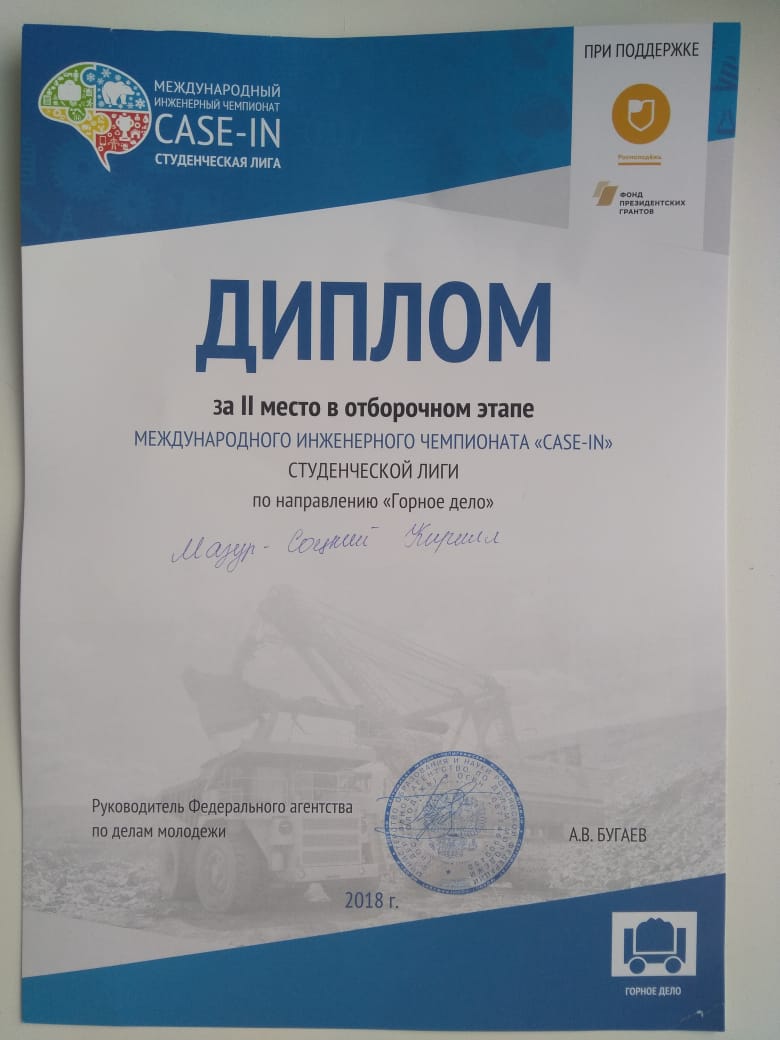 МЕЖДУНАРОДНЫЙ
ИНЖЕНЕРНЫЙ ЧЕМПИОНАТ
CASE-IN
СТУДЕНЧЕСКАЯ ЛИГА
ПРИ ПОДДЕРЖКЕ
Росмолодёжь
ФОНД
ПРЕЗИДЕНТСКИХ
ГРАНТОВ
ДИПЛОМ
за II место в отборочном этапе
МЕЖДУНАРОДНОГО ИНЖЕНЕРНОГО ЧЕМПИОНАТА «CASE-IN»
СТУДЕНЧЕСКОЙ ЛИГИ
по направлению «Горное дело»
Мазур-Соцкий Кирилл
Руководитель Федерального агентства
по делам молодежи
А.В. БУГАЕВ
2018 г.
ГОРНОЕ ДЕЛО